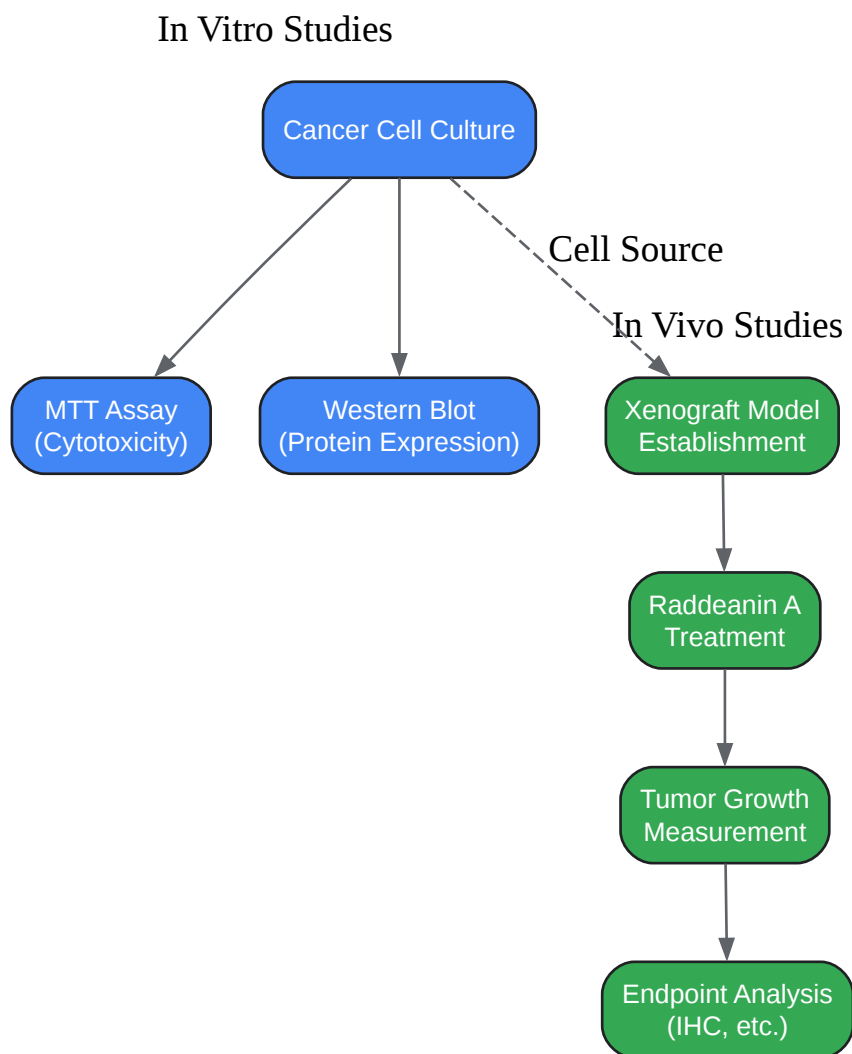 In Vitro Studies
Cancer Cell Culture
Cell Source
In Vivo Studies
MTT Assay
(Cytotoxicity)
Western Blot
(Protein Expression)
Xenograft Model
Establishment
Raddeanin A
Treatment
Tumor Growth
Measurement
Endpoint Analysis
(IHC, etc.)